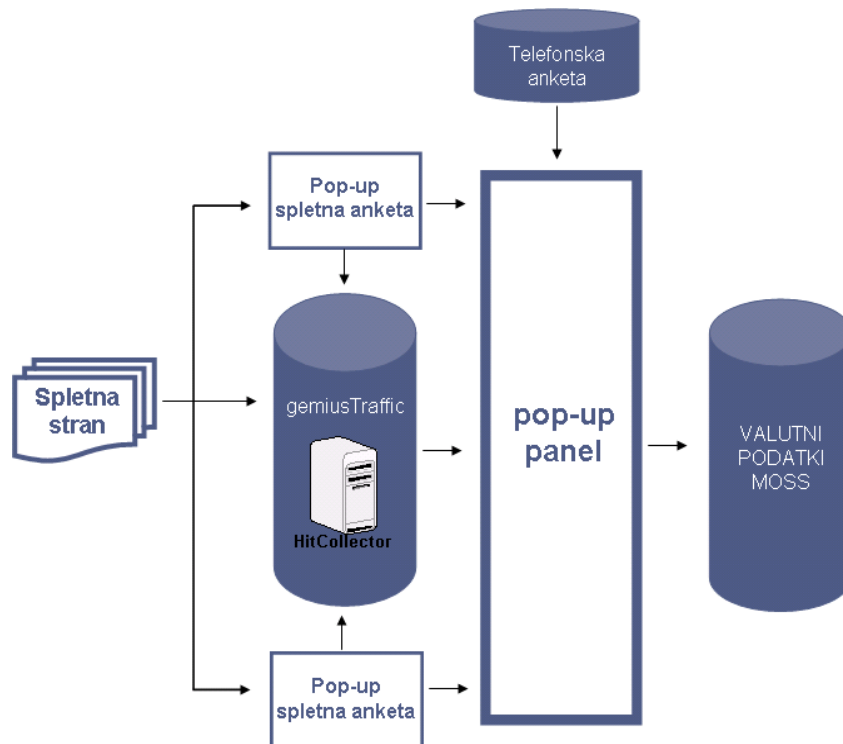 Telefonska
anketa
Pop-up
spletna anketa
Spletna
stran
gemiusTraffic
HitCollector
pop-up
panel
VALUTNI
PODATKI
MOSS
Pop-up
spletna anketa